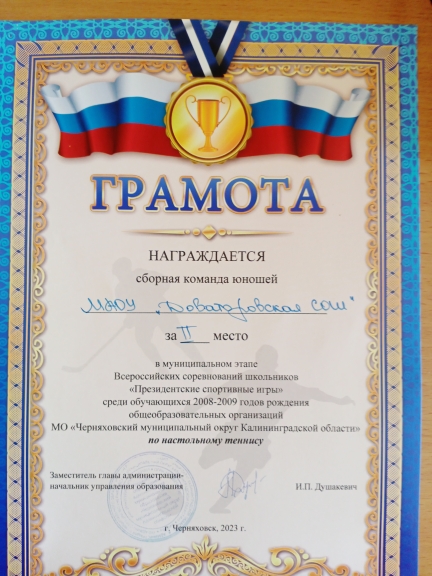 ГРАМОТА
НАГРАЖДАЕТСЯ
сборная команда юношей
МАОУ „Доваторовская СОШ"
за II место
в муниципальном этапе
Всероссийских соревнований школьников
«Президентские спортивные игры»
среди обучающихся 2008-2009 годов рождения
общеобразовательных организаций
МО «Черняховский муниципальный округ Калининградской области»
по настольному теннису
Заместитель главы администрации-
начальник управления образования
И.П. Душакевич
г. Черняховск, 2023 г.